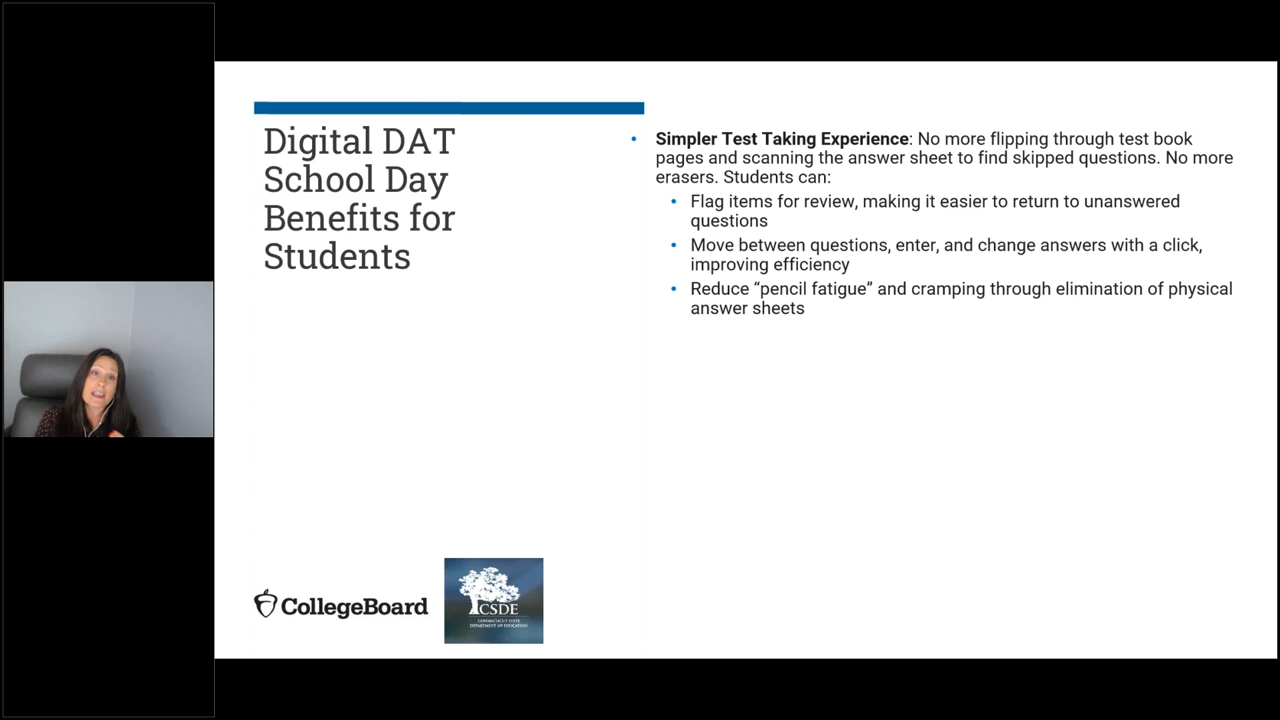 Digital DAT
School Day
Benefits for
Students
• Simpler Test Taking Experience: No more flipping through test book
pages and scanning the answer sheet to find skipped questions. No more
erasers. Students can:
• Flag items for review, making it easier to return to unanswered
questions
• Move between questions, enter, and change answers with a click,
improving efficiency
• Reduce “pencil fatigue” and cramping through elimination of physical
answer sheets
CollegeBoard
CSDE
CONNECTICUT STATE
DEPARTMENT OF EDUCATION